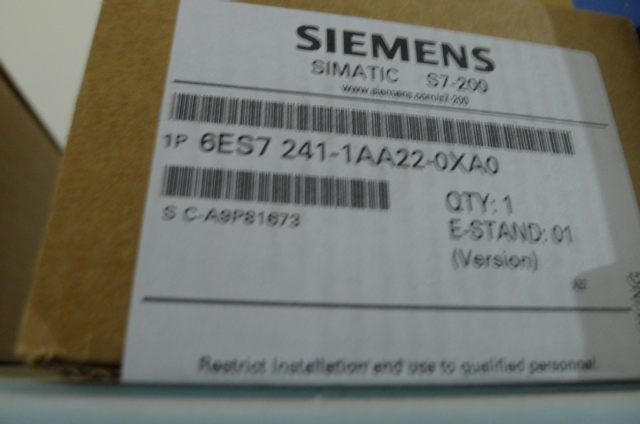 SIEMENS
SIMATIC S7-200
www.siemens.com/s7-200
1P 6ES7 241-1AA22-0XA0
S C-A9P81673
QTY: 1
E-STAND: 01
(Version)
Restrict installation and use to qualified personnel.